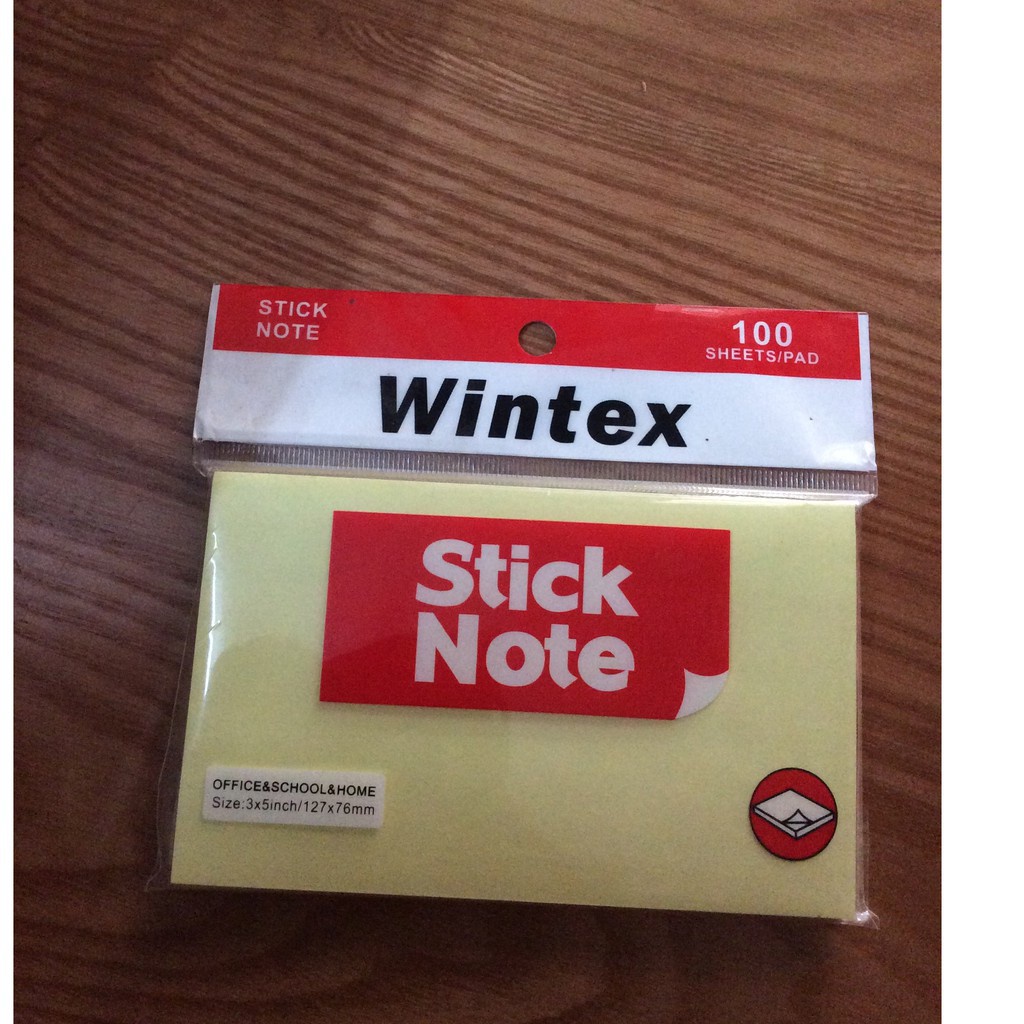 STICK
NOTE
100
SHEETS/PAD
Wintex
Stick
Note
OFFICE&SCHOOL&HOME
Size:3x5inch/127x76mm